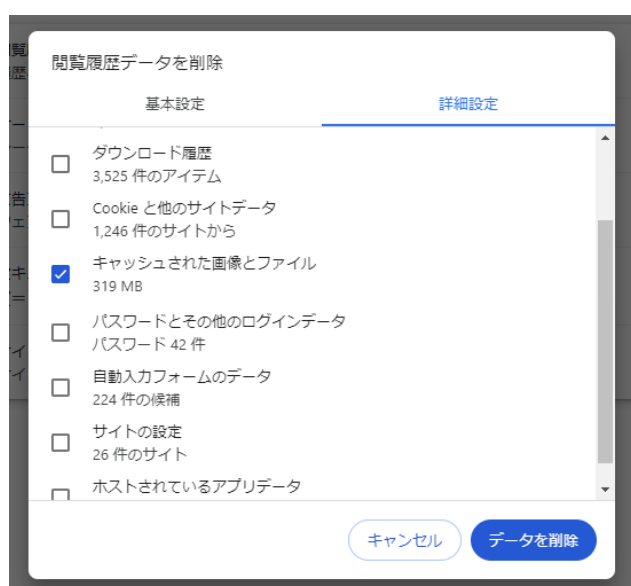 閲覧履歴データを削除
基本設定
詳細設定
ダウンロード履歴
3,525 件のアイテム
Cookie と他のサイトデータ
1,246 件のサイトから
キャッシュされた画像とファイル
319 MB
パスワードとその他のログインデータ
パスワード 42 件
自動入力フォームのデータ
224 件の候補
サイトの設定
26 件のサイト
ホストされているアプリデータ
キャンセル
データを削除